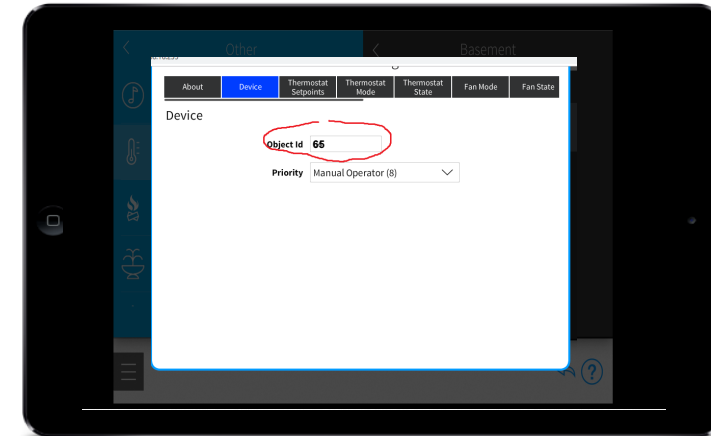 Other
Basement
About
Device
Thermostat Setpoints
Thermostat Mode
Thermostat State
Fan Mode
Fan State
Device
Object Id 65
Priority Manual Operator (8)
?